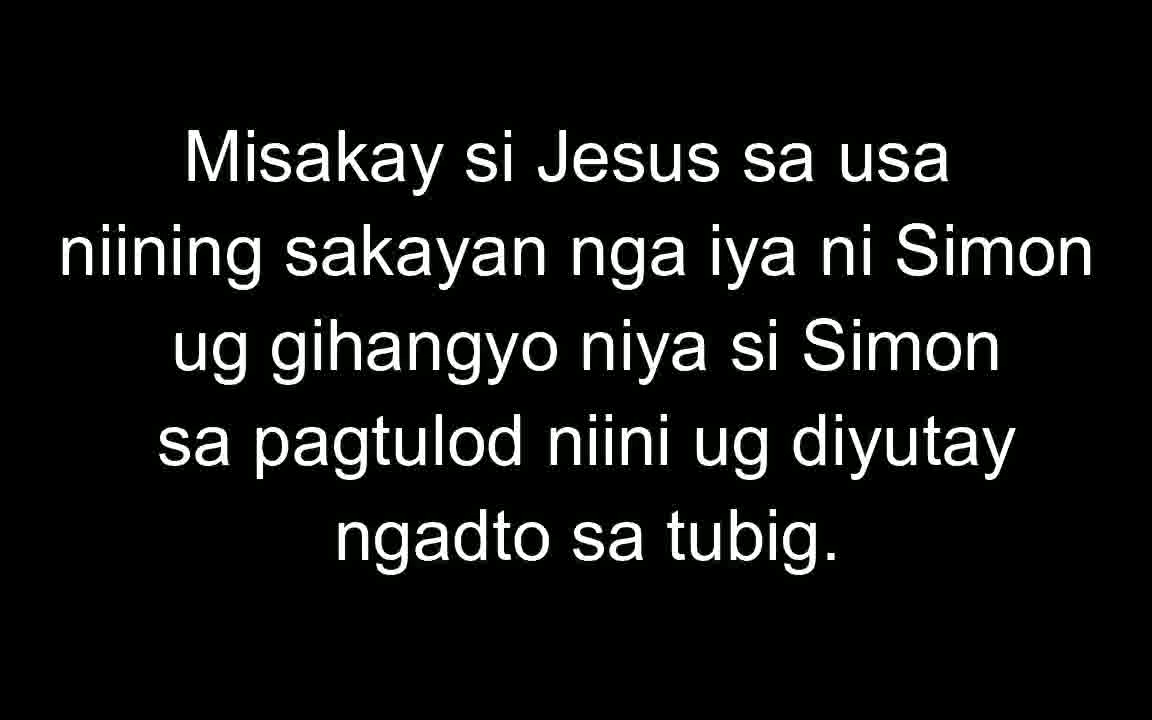 Misakay si Jesus sa usa
niining sakayan nga iya ni Simon
ug gihangyo niya si Simon
sa pagtulod niini ug diyutay
ngadto sa tubig.